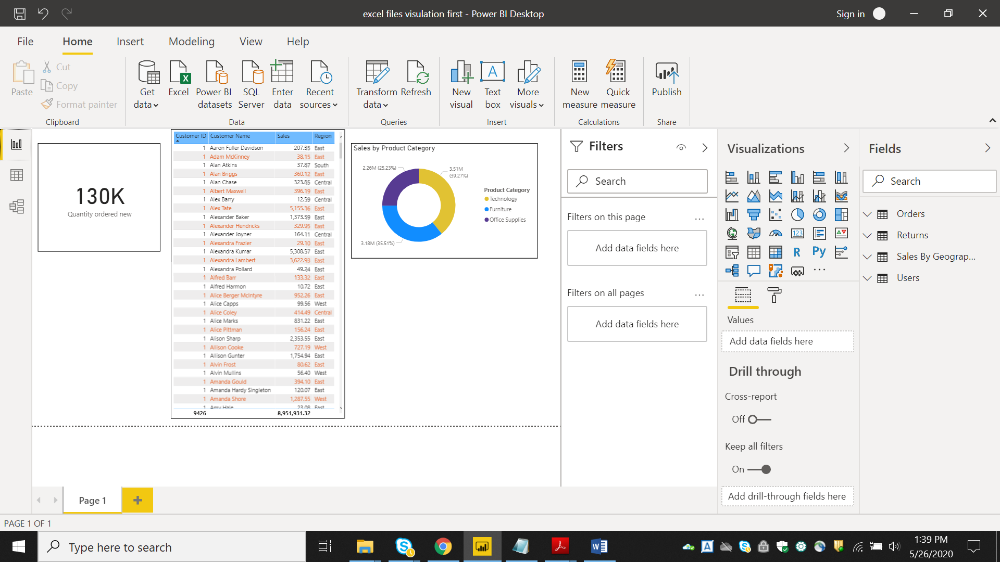 excel files visulation first - Power BI Desktop
Sign in
File
Home
Insert
Modeling
View
Help
Paste
Cut
Copy
Format painter
Clipboard
Get data
Excel
Power BI datasets
SQL Server
Enter data
Recent sources
Data
Transform data
Refresh
Queries
New visual
Text box
More visuals
Insert
New measure
Quick measure
Calculations
Publish
Share
130K
Quantity ordered new
Customer ID Customer Name Sales Region
1 Aaron Fuller Davidson 207.55 East
1 Adam McKinney 38.15 East
1 Alan Atkins 37.87 South
1 Alan Briggs 360.12 East
1 Alan Chase 323.85 Central
1 Albert Maxwell 396.19 East
1 Alex Barry 12.59 Central
1 Alex Tate 5,155.36 East
1 Alexander Baker 1,373.59 East
1 Alexander Hendricks 329.95 East
1 Alexander Joyner 164.11 Central
1 Alexandra Frazier 29.10 East
1 Alexandra Kumar 5,308.57 East
1 Alexandra Lambert 3,622.93 East
1 Alexandra Pollard 49.24 East
1 Alfred Barr 133.32 East
1 Alfred Harmon 10.72 East
1 Alice Berger McIntyre 952.26 East
1 Alice Capps 99.56 West
1 Alice Coley 414.49 Central
1 Alice Marks 831.22 East
1 Alice Pittman 156.24 East
1 Alison Sharp 2,353.55 East
1 Allison Cooke 727.19 West
1 Allison Gunter 1,754.94 East
1 Alvin Frost 80.62 East
1 Alvin Mullins 56.40 West
1 Amanda Gould 394.10 East
1 Amanda Hardy Singleton 120.07 East
1 Amanda Shore 1,287.55 West
1 Amy Hale 23.08 East
9426 8,951,931.32
Sales by Product Category
2.26M (25.23%)
3.51M
(39.27%)
3.18M (35.51%)
Product Category
Technology
Furniture
Office Supplies
Filters
Search
Filters on this page
...
Add data fields here
Filters on all pages
...
Add data fields here
Visualizations
123
R
Py
...
Values
Add data fields here
Drill through
Cross-report
Off
Keep all filters
On
Add drill-through fields here
Fields
Search
Orders
Returns
Sales By Geograp...
Users
Page 1
PAGE 1 OF 1
Type here to search
1:39 PM
5/26/2020